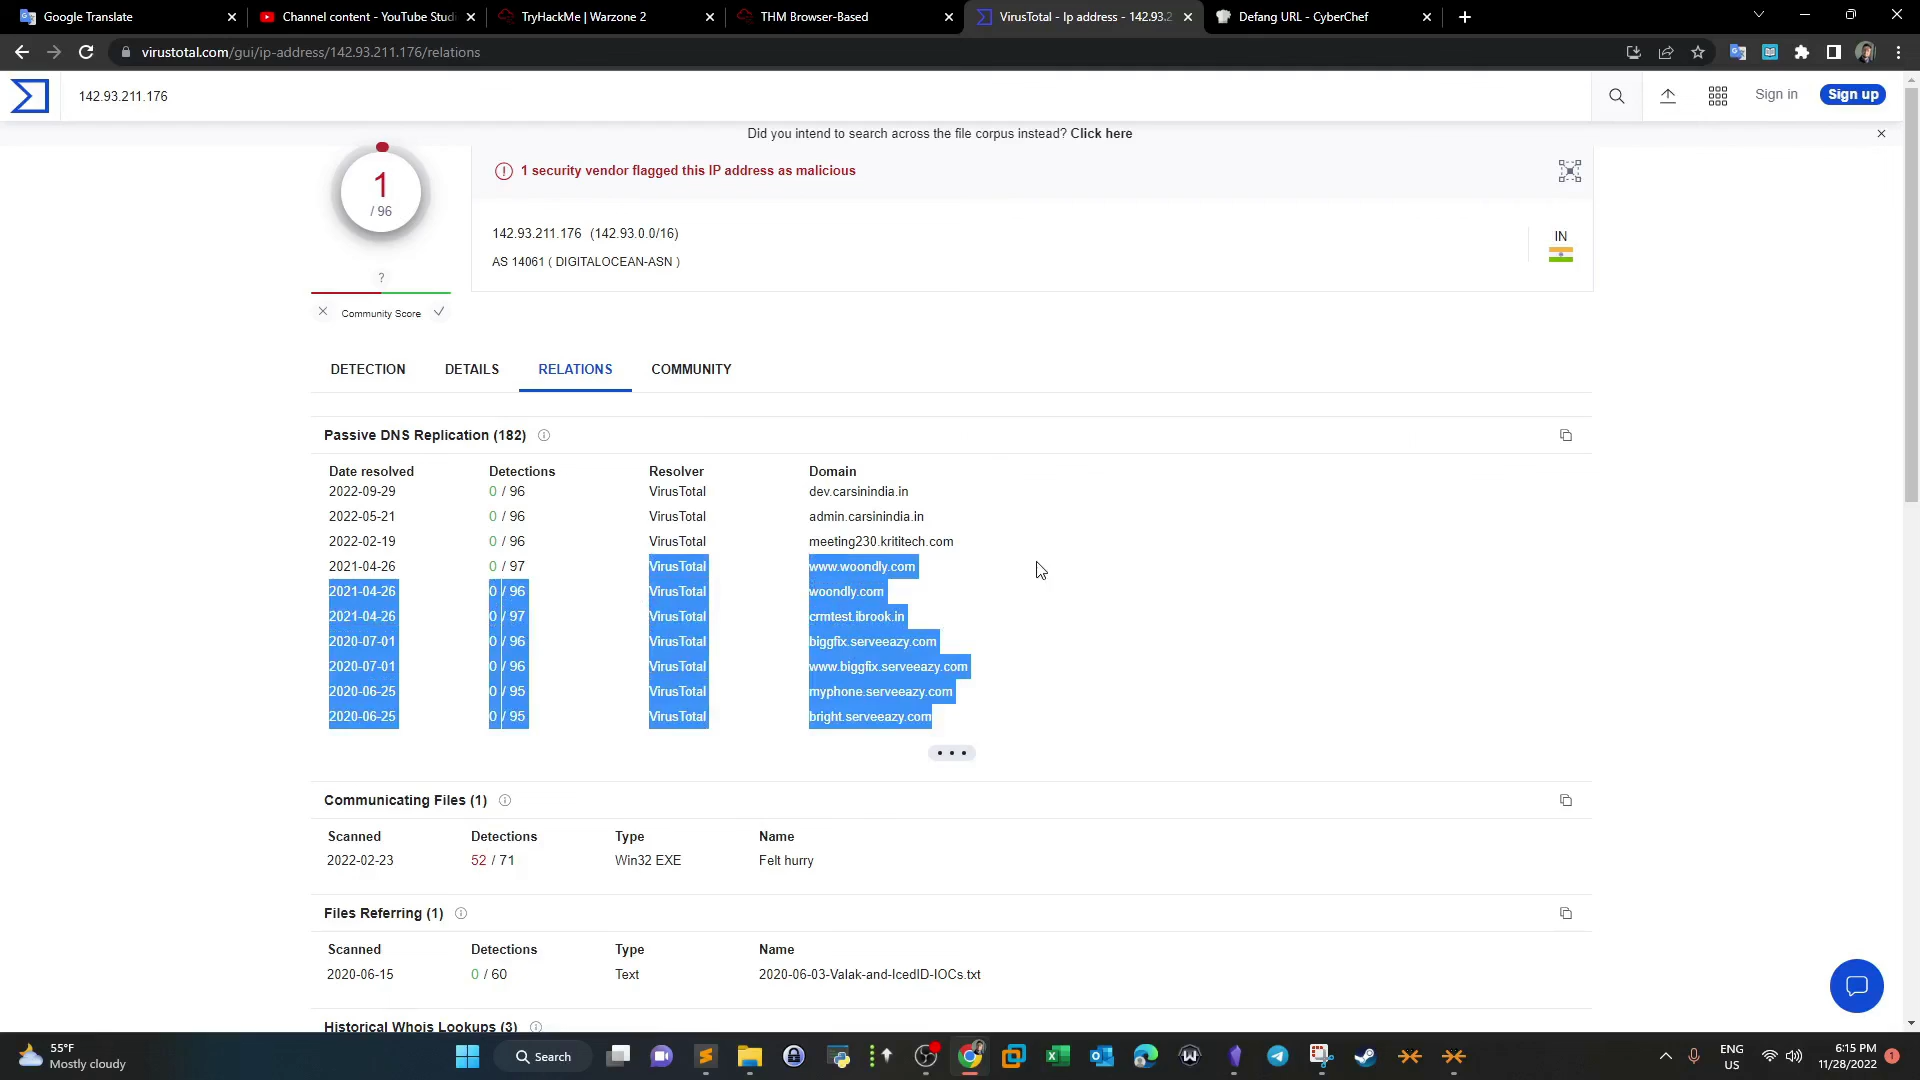 Google Translate
Channel content - YouTube Studi
TryHackMe | Warzone 2
THM Browser-Based
VirusTotal - Ip address - 142.93.2
Defang URL - CyberChef
virustotal.com/gui/ip-address/142.93.211.176/relations
142.93.211.176
Sign in
Sign up
Did you intend to search across the file corpus instead? Click here
1
/ 96
1 security vendor flagged this IP address as malicious
142.93.211.176 (142.93.0.0/16)
AS 14061 ( DIGITALOCEAN-ASN )
IN
?
Community Score
DETECTION DETAILS RELATIONS COMMUNITY
Passive DNS Replication (182)
Date resolved Detections Resolver Domain
2022-09-29 0 / 96 VirusTotal dev.carsinindia.in
2022-05-21 0 / 96 VirusTotal admin.carsinindia.in
2022-02-19 0 / 96 VirusTotal meeting230.krititech.com
2021-04-26 0 / 97 VirusTotal www.woondly.com
2021-04-26 0 / 96 VirusTotal woondly.com
2021-04-26 0 / 97 VirusTotal crmtest.ibrook.in
2020-07-01 0 / 96 VirusTotal biggfix.serveeazy.com
2020-07-01 0 / 96 VirusTotal www.biggfix.serveeazy.com
2020-06-25 0 / 95 VirusTotal myphone.serveeazy.com
2020-06-25 0 / 95 VirusTotal bright.serveeazy.com
Communicating Files (1)
Scanned Detections Type Name
2022-02-23 52 / 71 Win32 EXE Felt hurry
Files Referring (1)
Scanned Detections Type Name
2020-06-15 0 / 60 Text 2020-06-03-Valak-and-IcedID-IOCs.txt
Historical Whois Lookups (3)
55°F
Mostly cloudy
Search
ENG
US
6:15 PM
11/28/2022
1